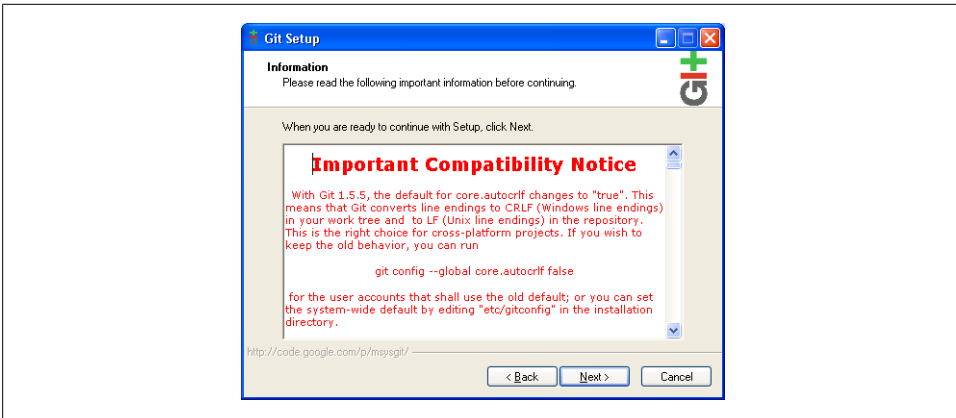 Git Setup
Information
Please read the following important information before continuing.
GIt
When you are ready to continue with Setup, click Next.
Important Compatibility Notice
With Git 1.5.5, the default for core.autocrlf changes to "true". This
means that Git converts line endings to CRLF (Windows line endings)
in your work tree and  to LF (Unix line endings) in the repository.
This is the right choice for cross-platform projects. If you wish to
keep the old behavior, you can run
git config --global core.autocrlf false
for the user accounts that shall use the old default; or you can set
the system-wide default by editing "etc/gitconfig" in the installation
directory.
http://code.google.com/p/msysgit/
< Back
Next >
Cancel